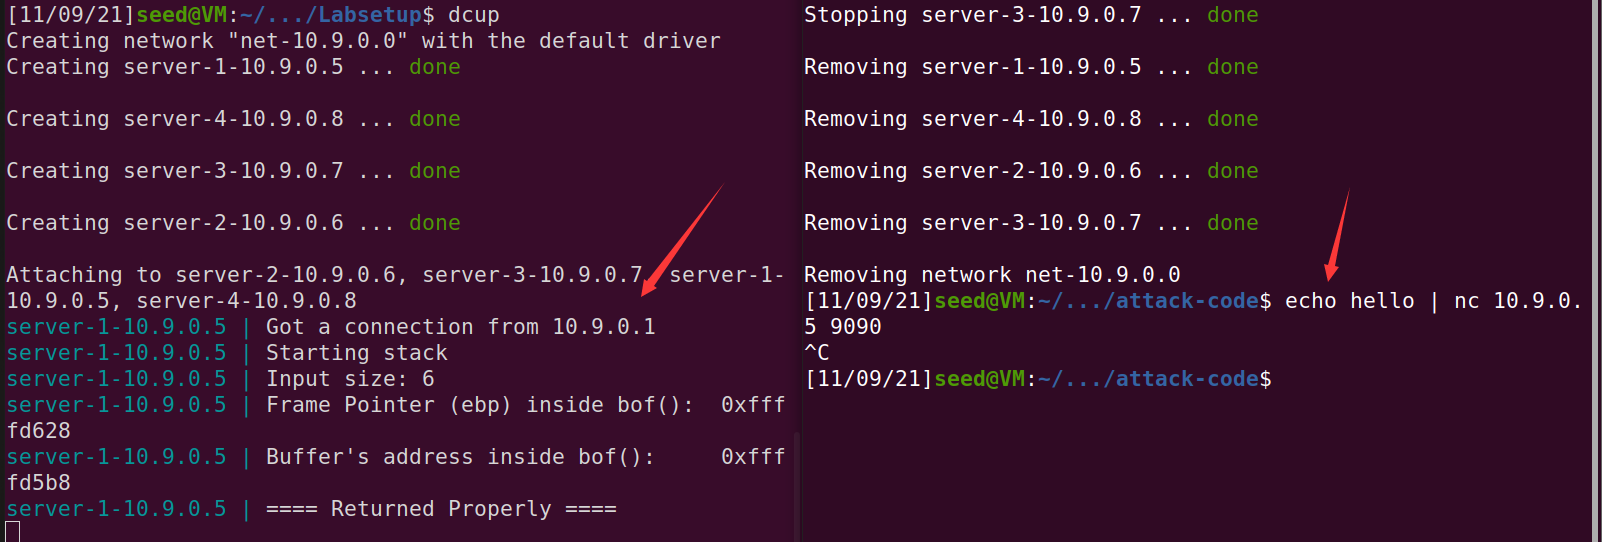 [11/09/21]seed@VM:~/.../Labsetup$ dcup
Creating network "net-10.9.0.0" with the default driver
Creating server-1-10.9.0.5 ... done
Creating server-4-10.9.0.8 ... done
Creating server-3-10.9.0.7 ... done
Creating server-2-10.9.0.6 ... done
Attaching to server-2-10.9.0.6, server-3-10.9.0.7, server-1-
10.9.0.5, server-4-10.9.0.8
server-1-10.9.0.5 | Got a connection from 10.9.0.1
server-1-10.9.0.5 | Starting stack
server-1-10.9.0.5 | Input size: 6
server-1-10.9.0.5 | Frame Pointer (ebp) inside bof():  0xfff
fd628
server-1-10.9.0.5 | Buffer's address inside bof():     0xfff
fd5b8
server-1-10.9.0.5 | ==== Returned Properly ====
Stopping server-3-10.9.0.7 ... done
Removing server-1-10.9.0.5 ... done
Removing server-4-10.9.0.8 ... done
Removing server-2-10.9.0.6 ... done
Removing server-3-10.9.0.7 ... done
Removing network net-10.9.0.0
[11/09/21]seed@VM:~/.../attack-code$ echo hello | nc 10.9.0.
5 9090
^C
[11/09/21]seed@VM:~/.../attack-code$